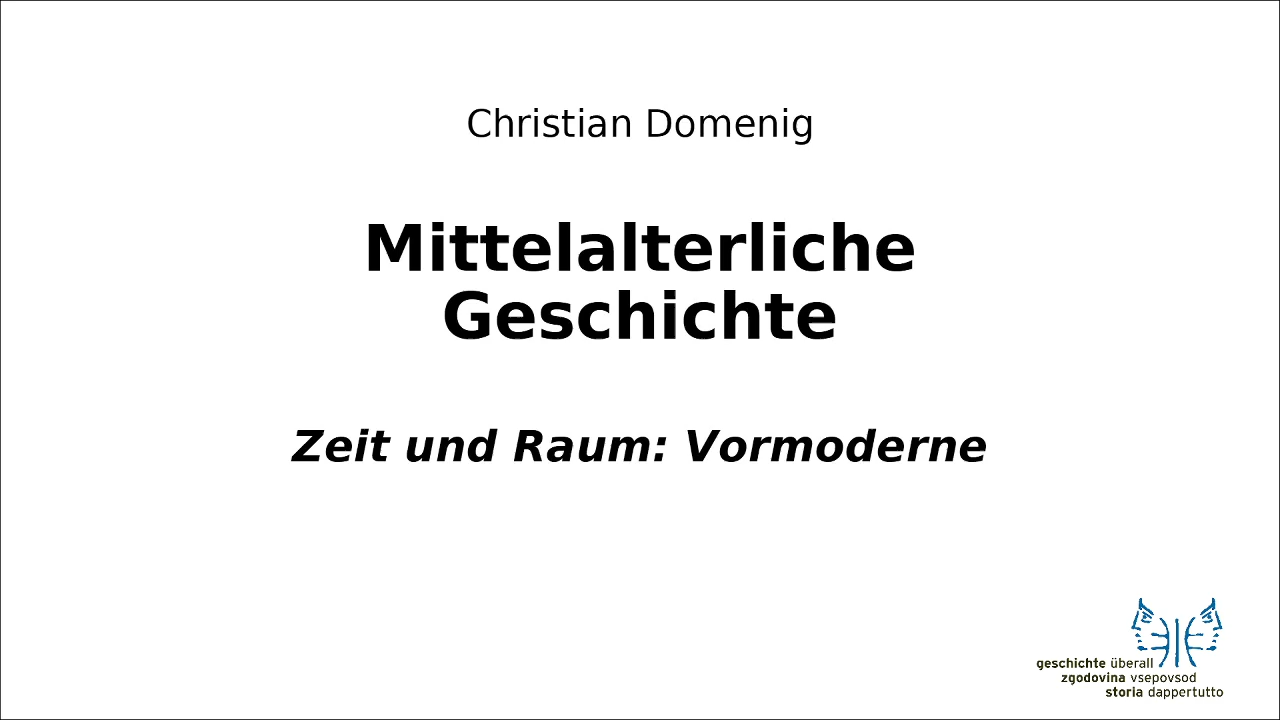 Christian Domenig
Mittelalterliche
Geschichte
Zeit und Raum: Vormoderne
geschichte überall
zgodovina vsepovsod
storia dappertutto